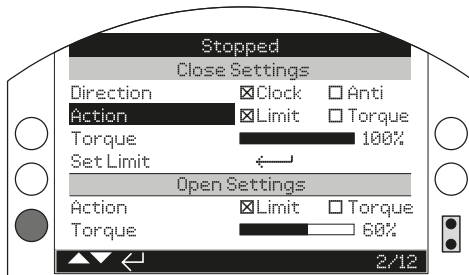 Stopped
Close Settings
Direction Clock Anti
Action Limit Torque
Torque 100%
Set Limit
Open Settings
Action Limit Torque
Torque 60%
2/12